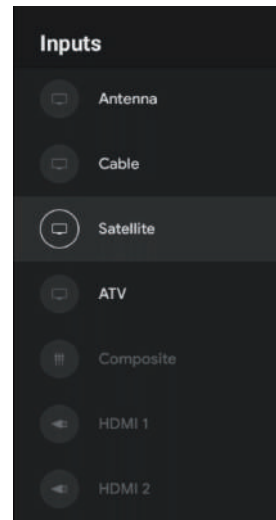 Inputs
Antenna
Cable
Satellite
ATV
Composite
HDMI 1
HDMI 2